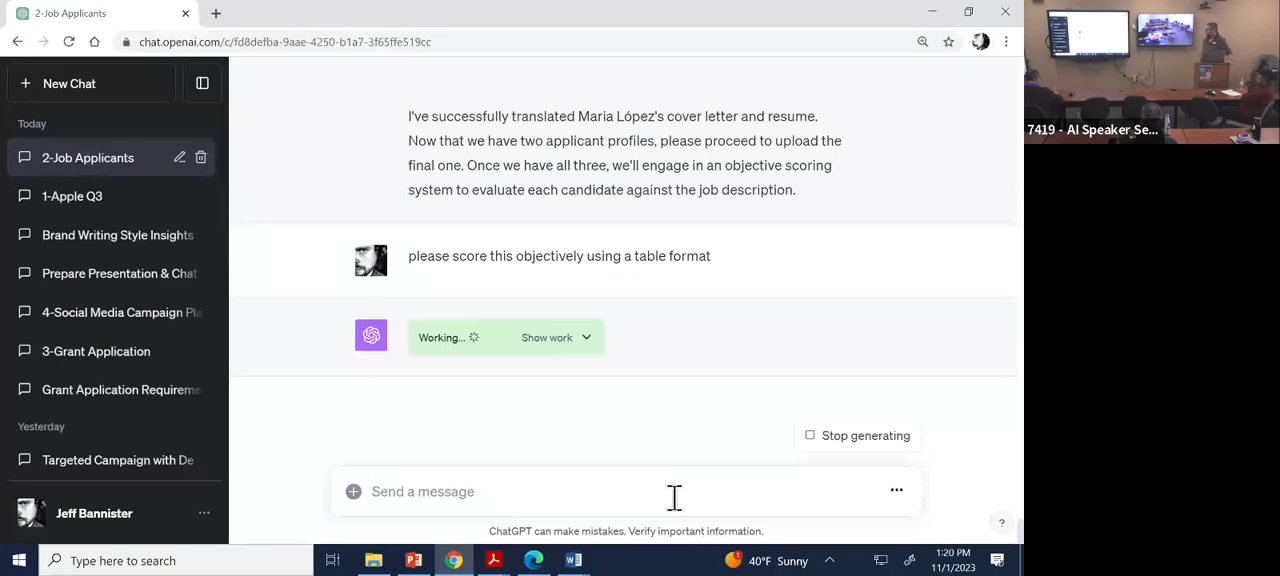 2-Job Applicants
chat.openai.com/c/fd8defba-9aae-4250-b1b1-3f65ffe519cc
New Chat
Today
2-Job Applicants
1-Apple Q3
Brand Writing Style Insights
Prepare Presentation & Chat
4-Social Media Campaign Pla
3-Grant Application
Grant Application Requireme
Yesterday
Targeted Campaign with De
Jeff Bannister
I've successfully translated Maria López's cover letter and resume.
Now that we have two applicant profiles, please proceed to upload the
final one. Once we have all three, we'll engage in an objective scoring
system to evaluate each candidate against the job description.
please score this objectively using a table format
Working... Show work
Stop generating
Send a message
ChatGPT can make mistakes. Verify important information.
?
7419 - AI Speaker Se...
Type here to search
40°F Sunny
1:20 PM
11/1/2023